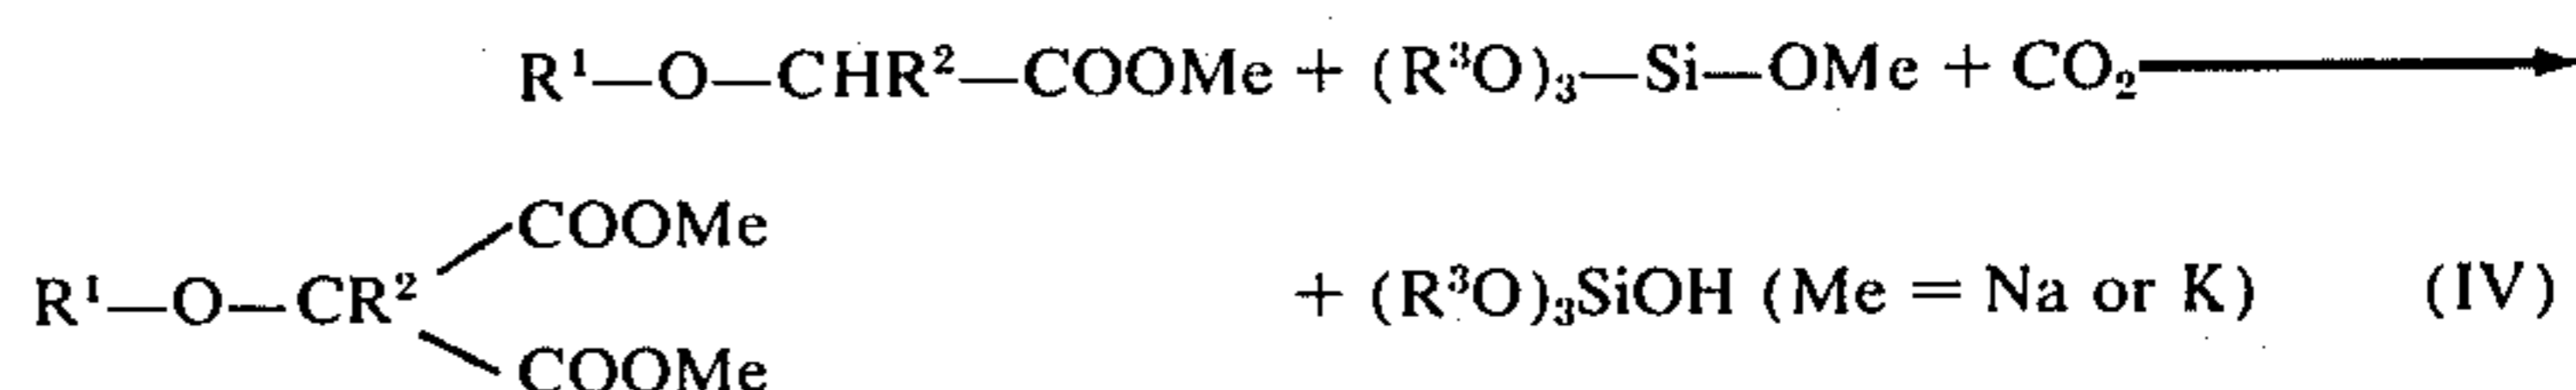 R¹—O—CHR²—COOMe + (R³O)₃—Si—OMe + CO₂⟶
COOMe
R¹—O—CR² + (R³O)₃SiOH (Me = Na or K) (IV)
COOMe